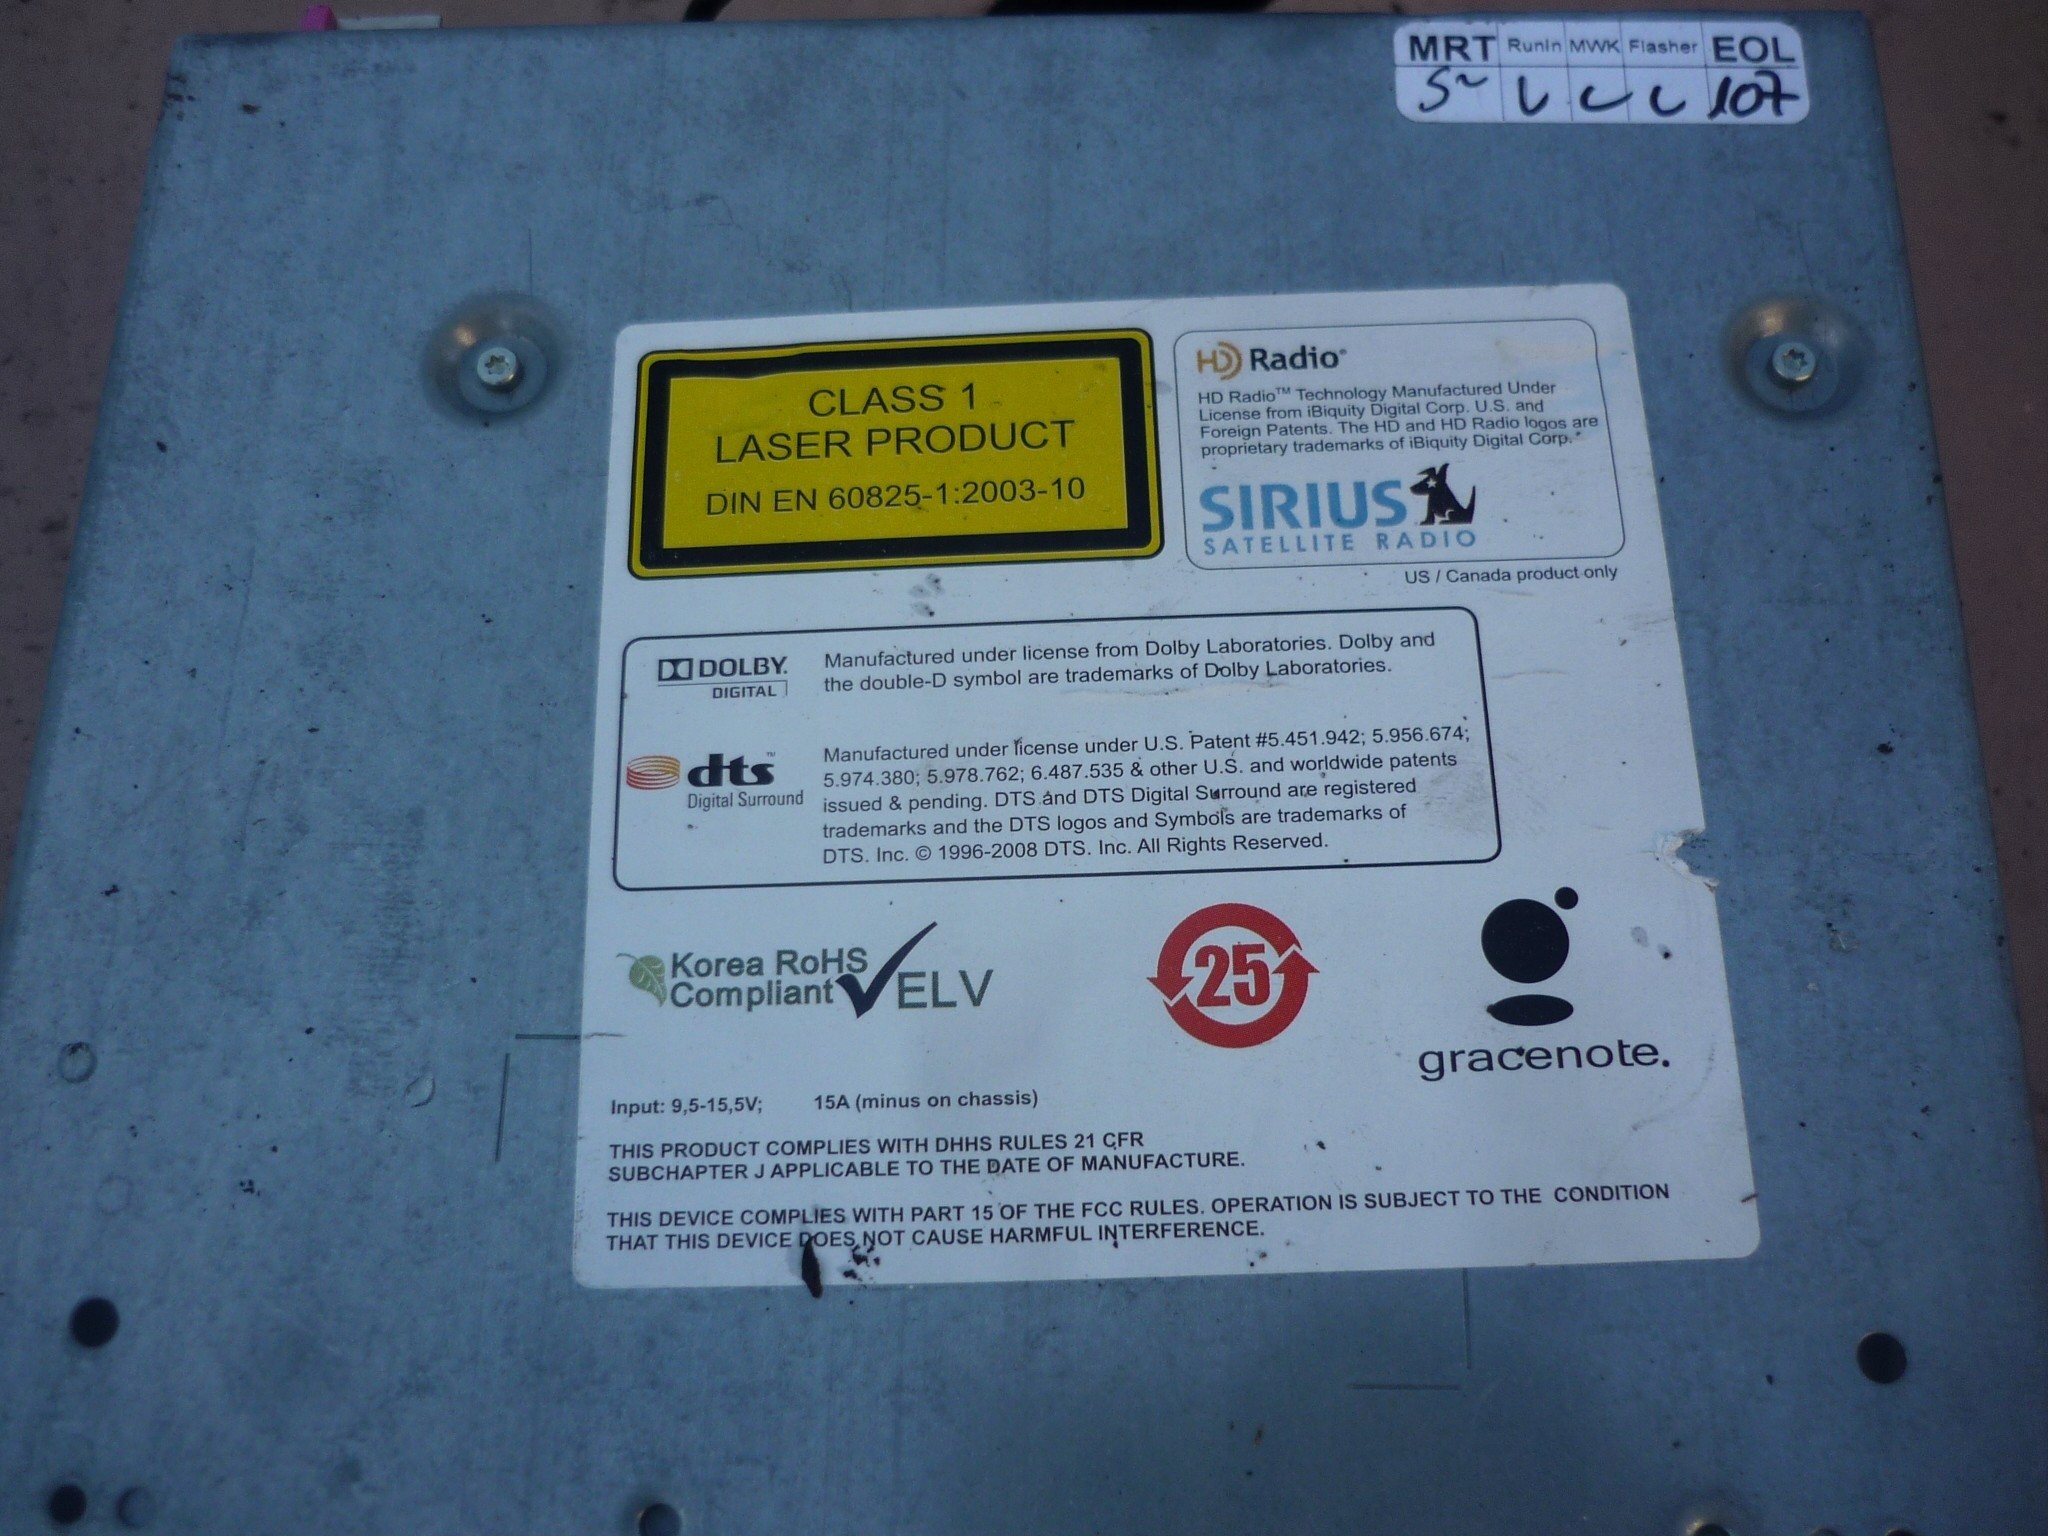 MRT RunIn MWK Flasher EOL
107
CLASS 1
LASER PRODUCT
DIN EN 60825-1:2003-10
HD Radio®
HD Radio™ Technology Manufactured Under
License from iBiquity Digital Corp. U.S. and
Foreign Patents. The HD and HD Radio logos are
proprietary trademarks of iBiquity Digital Corp.
SIRIUS
SATELLITE RADIO
US / Canada product only
DOLBY
DIGITAL
Manufactured under license from Dolby Laboratories. Dolby and
the double-D symbol are trademarks of Dolby Laboratories.
dts™
Digital Surround
Manufactured under license under U.S. Patent #5.451.942; 5.956.674;
5.974.380; 5.978.762; 6.487.535 & other U.S. and worldwide patents
issued & pending. DTS and DTS Digital Surround are registered
trademarks and the DTS logos and Symbols are trademarks of
DTS. Inc. © 1996-2008 DTS. Inc. All Rights Reserved.
Korea RoHS
Compliant
ELV
25
gracenote.
Input: 9,5-15,5V; 15A (minus on chassis)
THIS PRODUCT COMPLIES WITH DHHS RULES 21 CFR
SUBCHAPTER J APPLICABLE TO THE DATE OF MANUFACTURE.
THIS DEVICE COMPLIES WITH PART 15 OF THE FCC RULES. OPERATION IS SUBJECT TO THE CONDITION
THAT THIS DEVICE DOES NOT CAUSE HARMFUL INTERFERENCE.